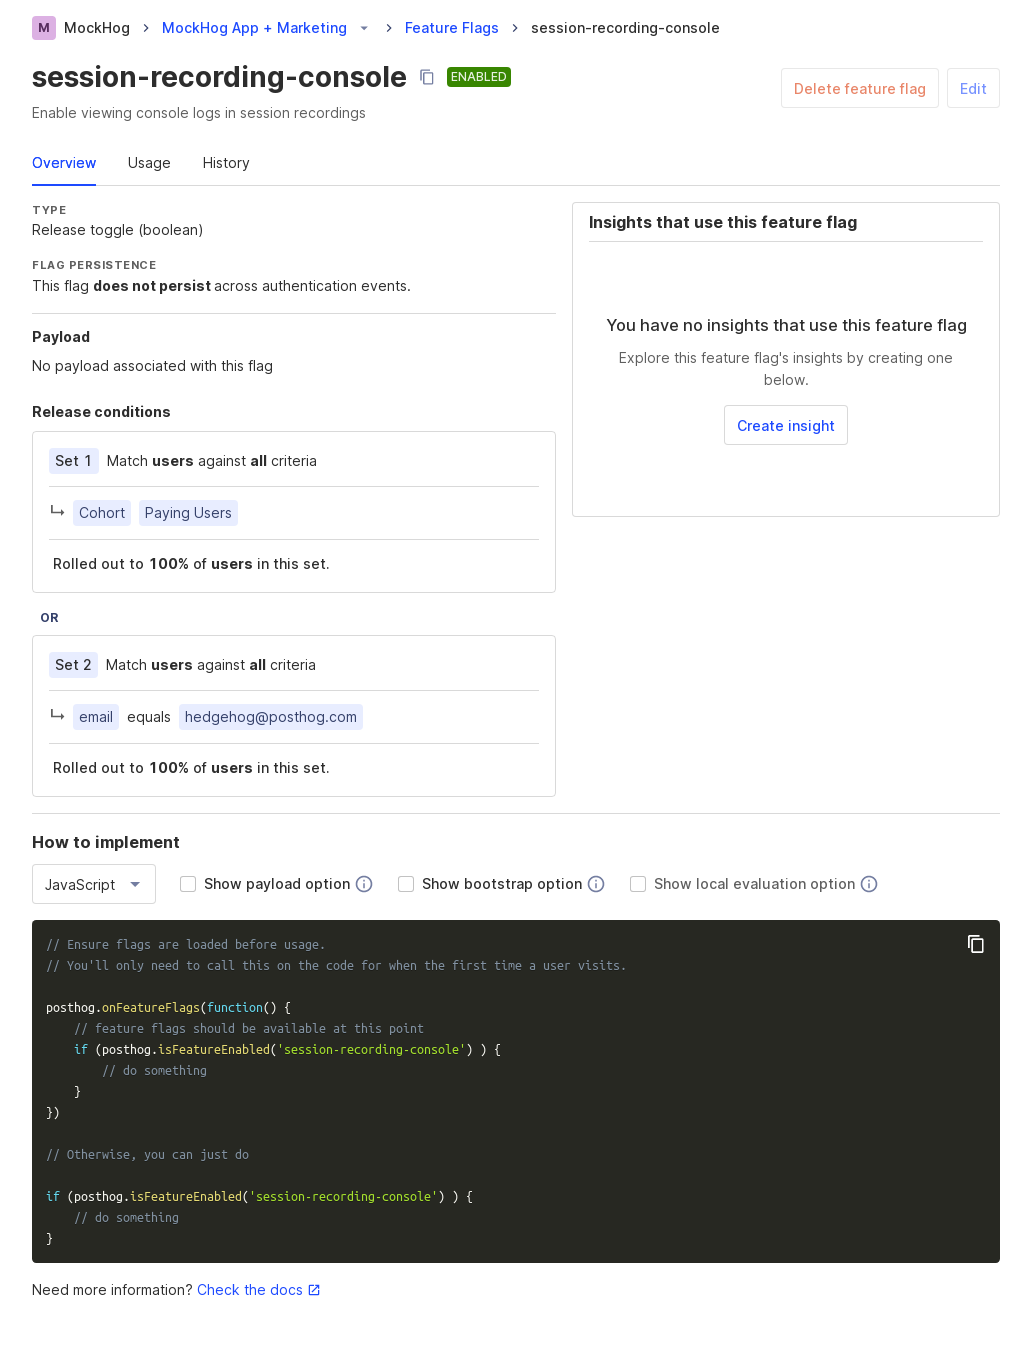 M MockHog > MockHog App + Marketing > Feature Flags > session-recording-console
session-recording-console ENABLED
Delete feature flag Edit
Enable viewing console logs in session recordings
Overview Usage History
TYPE
Release toggle (boolean)
FLAG PERSISTENCE
This flag does not persist across authentication events.
Payload
No payload associated with this flag
Release conditions
Set 1 Match users against all criteria
Cohort Paying Users
Rolled out to 100% of users in this set.
OR
Set 2 Match users against all criteria
email equals hedgehog@posthog.com
Rolled out to 100% of users in this set.
Insights that use this feature flag
You have no insights that use this feature flag
Explore this feature flag's insights by creating one
below.
Create insight
How to implement
JavaScript Show payload option Show bootstrap option Show local evaluation option
// Ensure flags are loaded before usage.
// You'll only need to call this on the code for when the first time a user visits.
posthog.onFeatureFlags(function() {
    // feature flags should be available at this point
    if (posthog.isFeatureEnabled('session-recording-console') ) {
        // do something
    }
})
// Otherwise, you can just do
if (posthog.isFeatureEnabled('session-recording-console') ) {
    // do something
}
Need more information? Check the docs